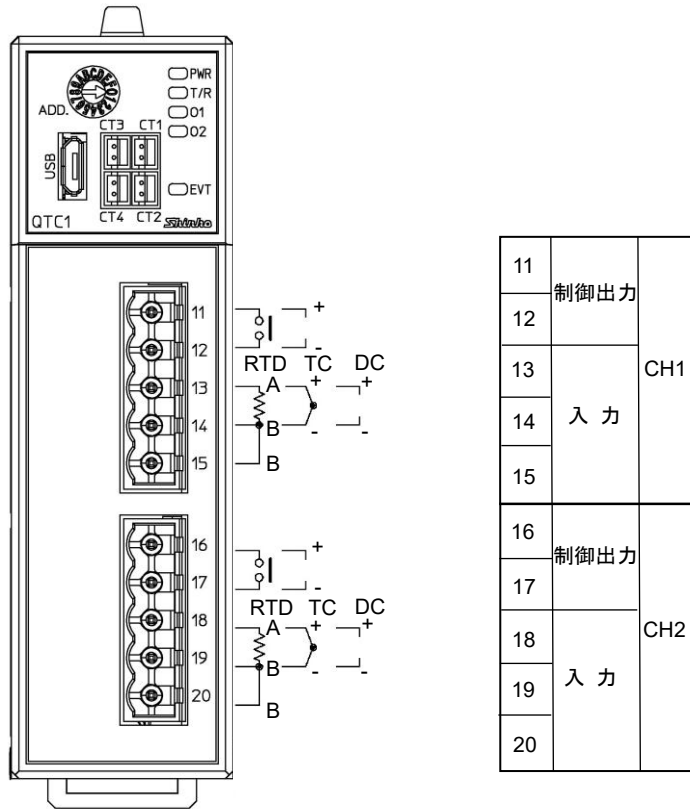 PWR
T/R
O1
O2
ADD.
CT3 CT1
USB
EVT
CT4 CT2
QTC1
Shinko
11
12
13
14
15
+
-
RTD TC DC
A + +
B - -
B
16
17
18
19
20
+
-
RTD TC DC
A + +
B - -
B
11
12
制御出力
13
14
15
入 力
CH1
16
17
制御出力
18
19
20
入 力
CH2